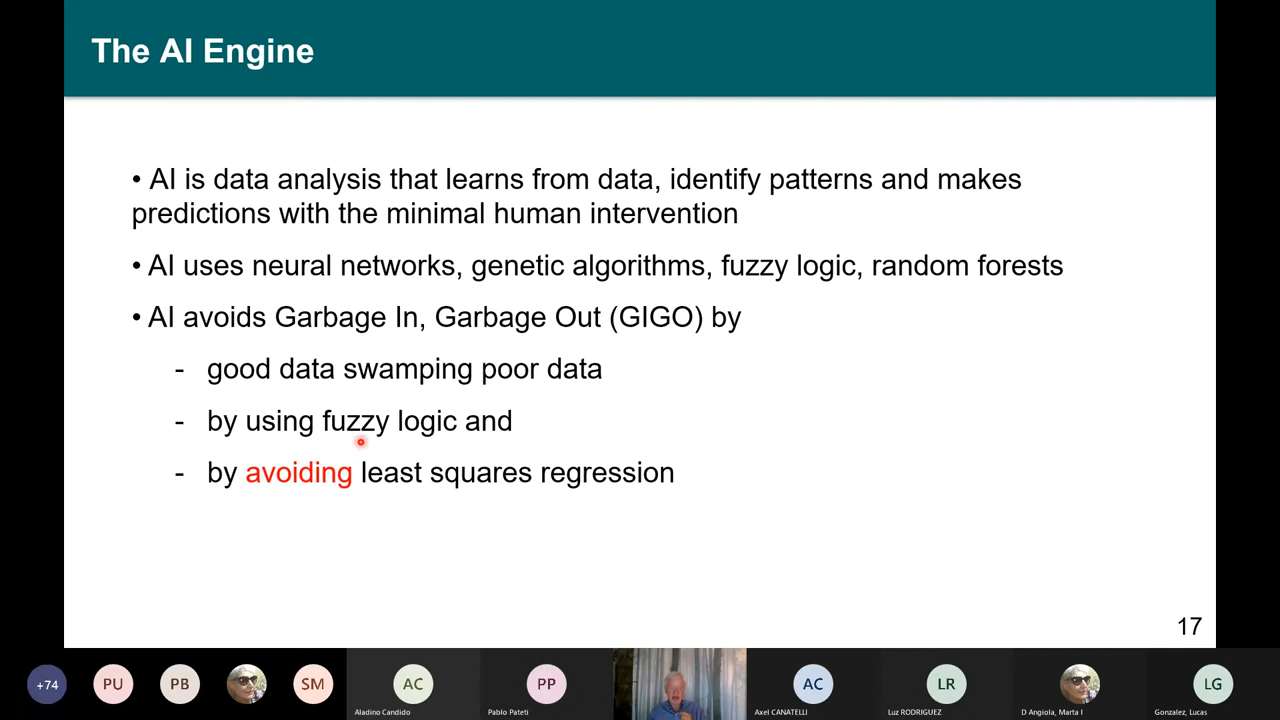 The AI Engine
• AI is data analysis that learns from data, identify patterns and makes
predictions with the minimal human intervention
• AI uses neural networks, genetic algorithms, fuzzy logic, random forests
• AI avoids Garbage In, Garbage Out (GIGO) by
- good data swamping poor data
- by using fuzzy logic and
- by avoiding least squares regression
17
+74
PU
PB
SM
AC
Aladino Candido
PP
Pablo Pateti
AC
Axel CANATELLI
LR
Luz RODRIGUEZ
D Angiola, Marta I
LG
Gonzalez, Lucas